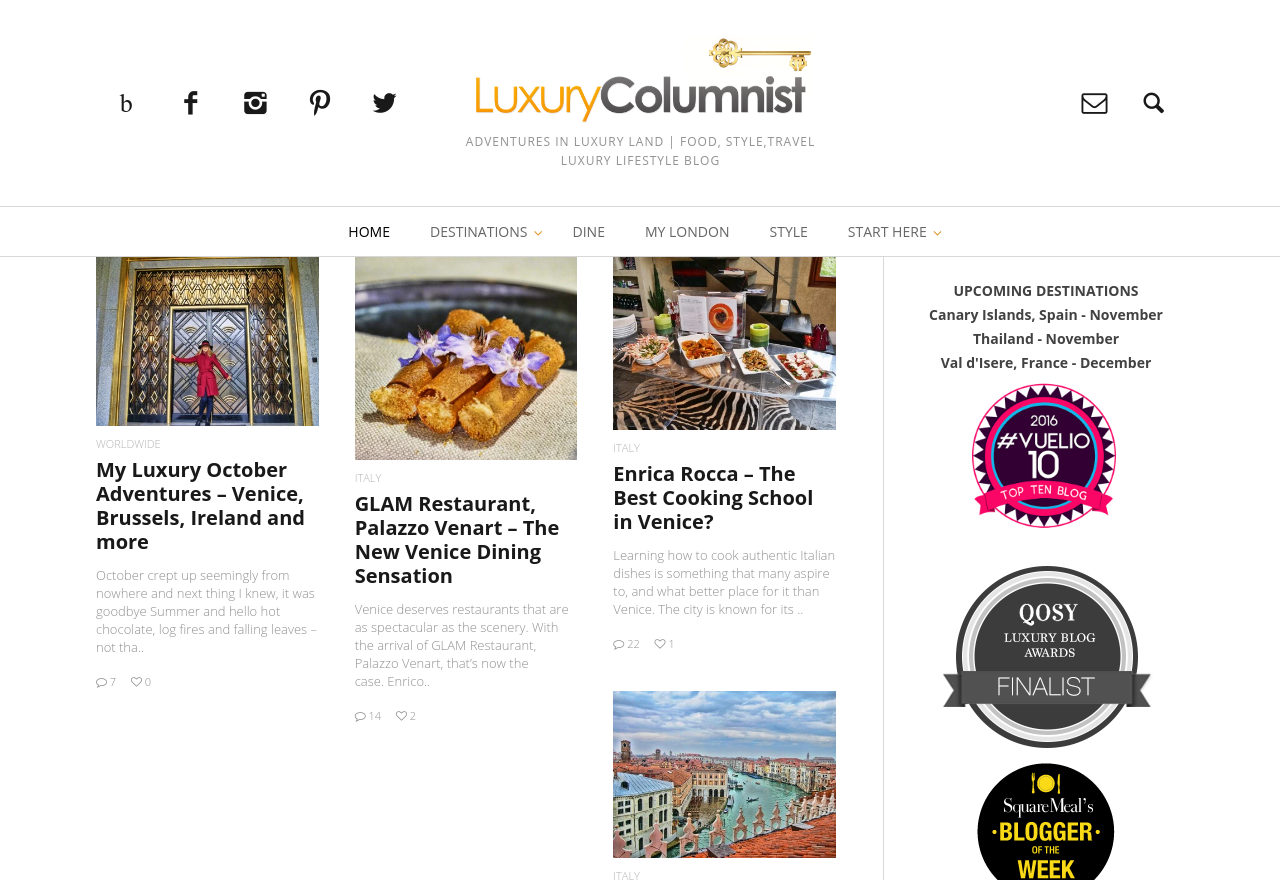 b
LuxuryColumnist
ADVENTURES IN LUXURY LAND | FOOD, STYLE,TRAVEL
LUXURY LIFESTYLE BLOG
HOME
DESTINATIONS
DINE
MY LONDON
STYLE
START HERE
WORLDWIDE
My Luxury October
Adventures – Venice,
Brussels, Ireland and
more
October crept up seemingly from
nowhere and next thing I knew, it was
goodbye Summer and hello hot
chocolate, log fires and falling leaves –
not tha..
7
0
ITALY
GLAM Restaurant,
Palazzo Venart – The
New Venice Dining
Sensation
Venice deserves restaurants that are
as spectacular as the scenery. With
the arrival of GLAM Restaurant,
Palazzo Venart, that’s now the
case. Enrico..
14
2
ITALY
Enrica Rocca – The
Best Cooking School
in Venice?
Learning how to cook authentic Italian
dishes is something that many aspire
to, and what better place for it than
Venice. The city is known for its ..
22
1
ITALY
UPCOMING DESTINATIONS
Canary Islands, Spain - November
Thailand - November
Val d'Isere, France - December
2016
#VUELIO
10
TOP TEN BLOG
QOSY
LUXURY BLOG
AWARDS
FINALIST
SquareMeal's
BLOGGER
OF THE
WEEK